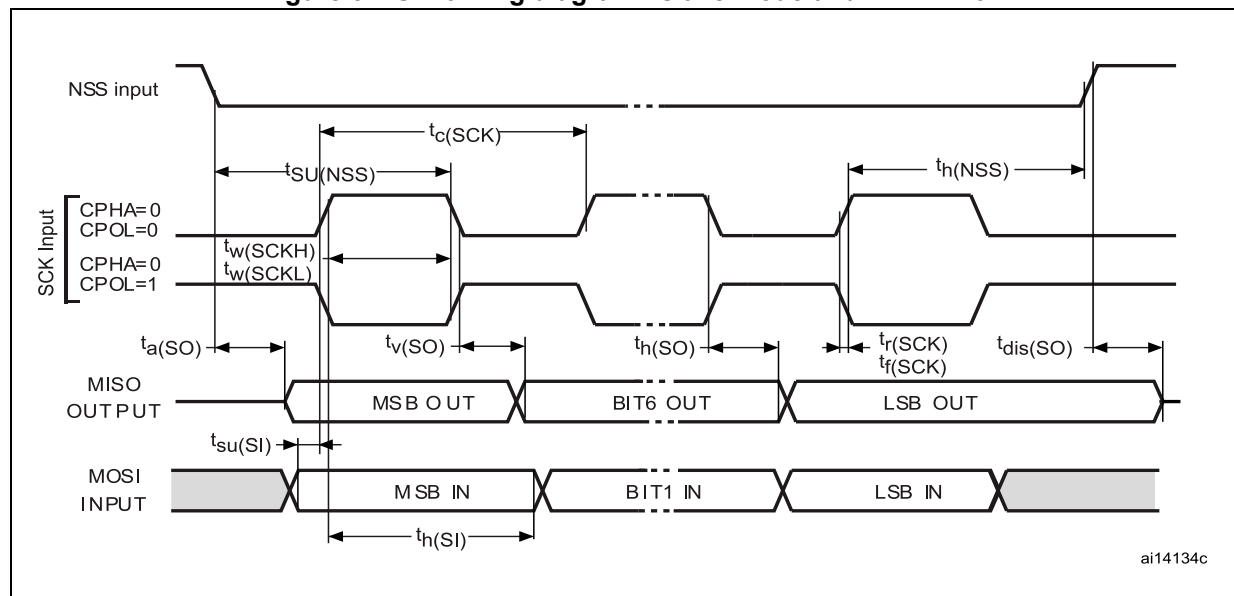 NSS input
tc(SCK)
tSU(NSS)
th(NSS)
SCK Input
CPHA=0
CPOL=0
tw(SCKH)
CPHA=0
tw(SCKL)
CPOL=1
ta(SO)
tv(SO)
th(SO)
tr(SCK)
tf(SCK)
tdis(SO)
MISO
OUTPUT
MSB OUT
BIT6 OUT
LSB OUT
tsu(SI)
MOSI
INPUT
MSB IN
BIT1 IN
LSB IN
th(SI)
ai14134c